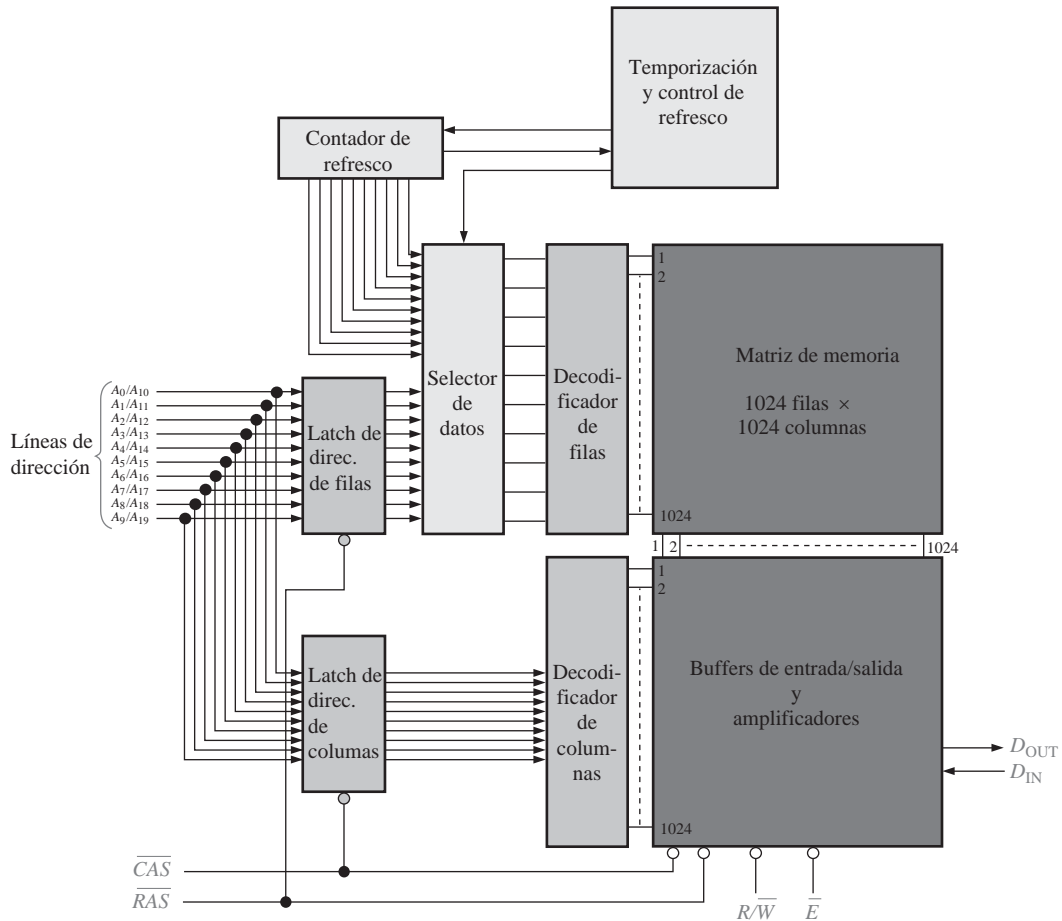 Temporización
y control de
refresco
Contador de
refresco
Líneas de
dirección
A0/A10
A1/A11
A2/A12
A3/A13
A4/A14
A5/A15
A6/A16
A7/A17
A8/A18
A9/A19
Latch de
direc.
de filas
Selector
de
datos
Decodi-
ficador
de
filas
1
2
1024
Matriz de memoria
1024 filas ×
1024 columnas
1
2
1024
Latch de
direc.
de
columas
Decodi-
ficador
de
colum-
nas
1
2
1024
Buffers de entrada/salida
y
amplificadores
DOUT
DIN
C̅A̅S̅
R̅A̅S̅
R/W̅
E̅